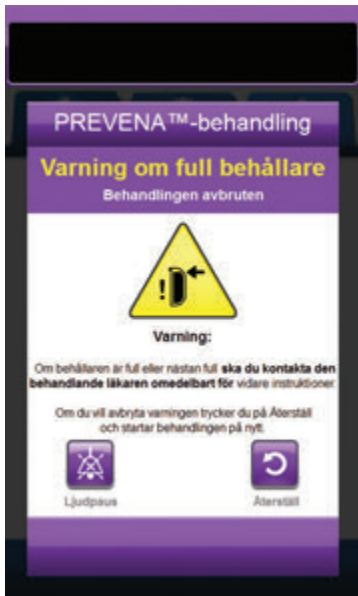 PREVENA™-behandling
Varning om full behållare
Behandlingen avbruten
!
Varning:
Om behållaren är full eller nästan full ska du kontakta den
behandlande läkaren omedelbart för vidare instruktioner.
Om du vill avbryta varningen trycker du på Återställ
och startar behandlingen på nytt.
Ljudpaus
Återställ